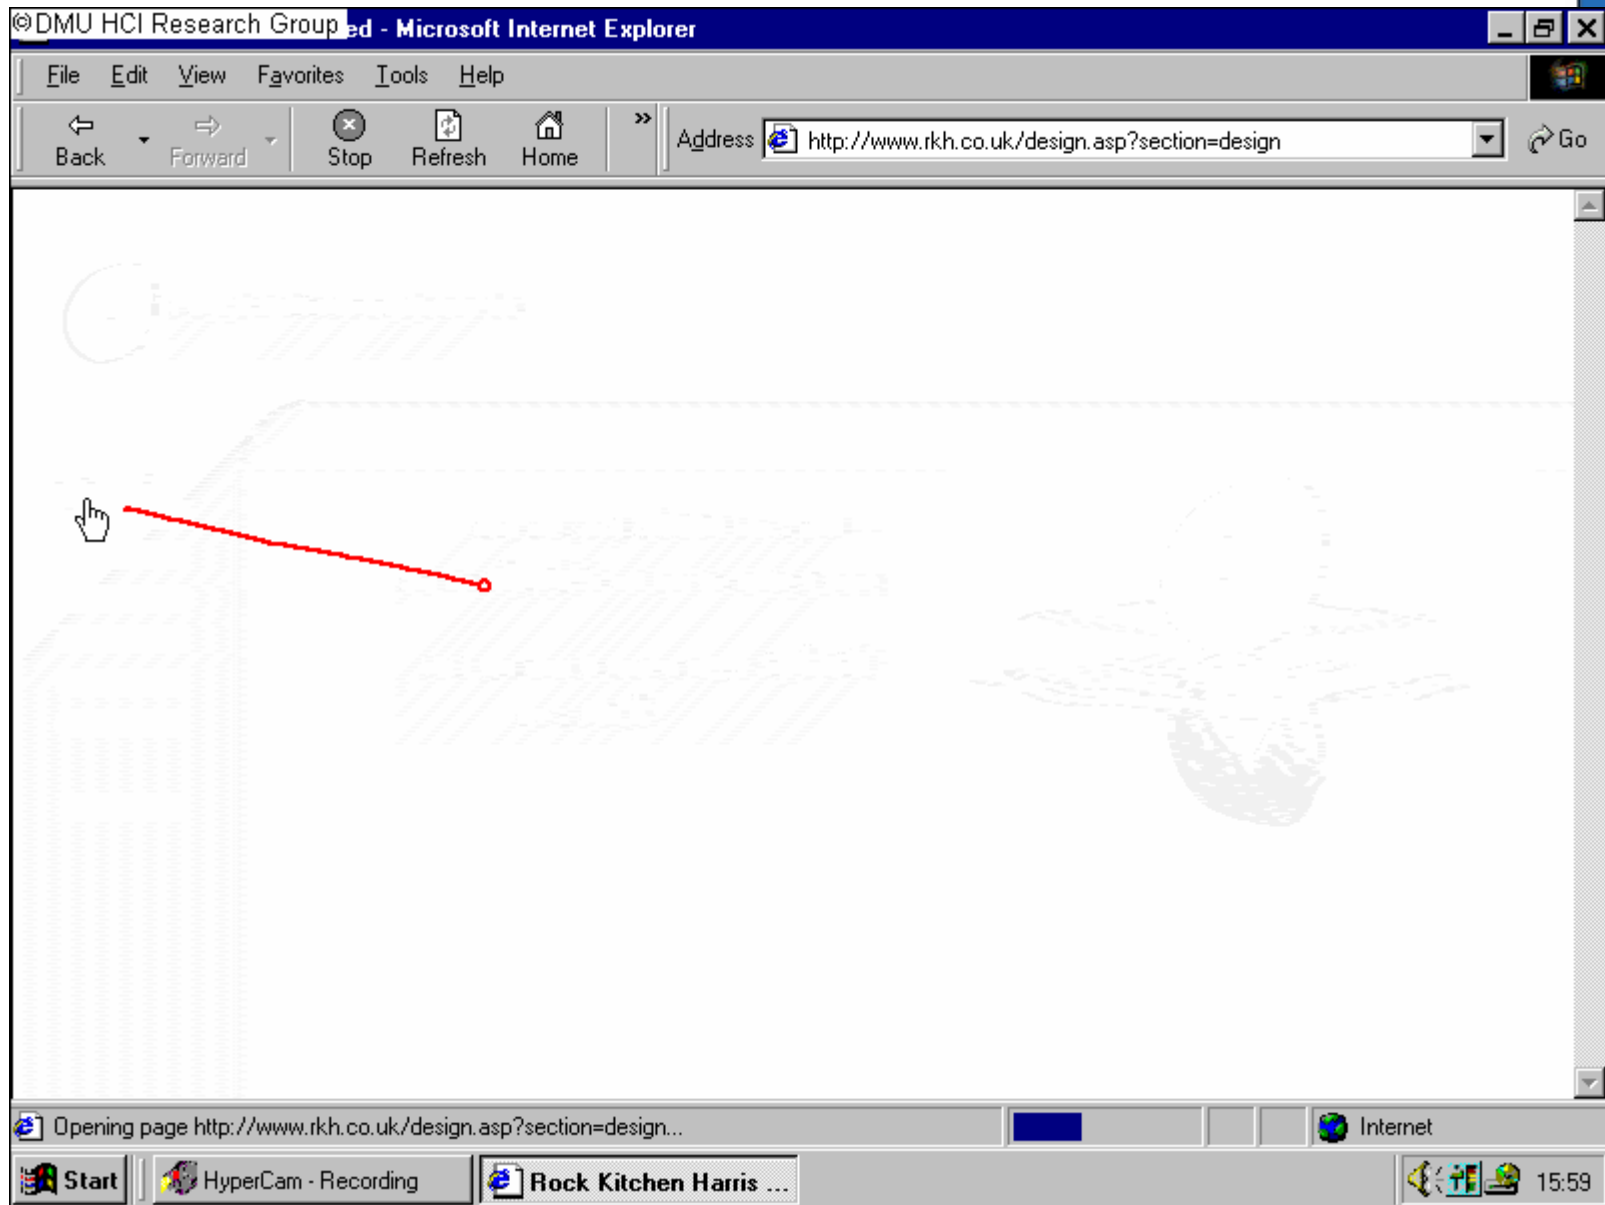 ©DMU HCI Research Group ed - Microsoft Internet Explorer
File Edit View Favorites Tools Help
Back Forward Stop Refresh Home » Address http://www.rkh.co.uk/design.asp?section=design Go
Opening page http://www.rkh.co.uk/design.asp?section=design... Internet
Start HyperCam - Recording Rock Kitchen Harris ... 15:59